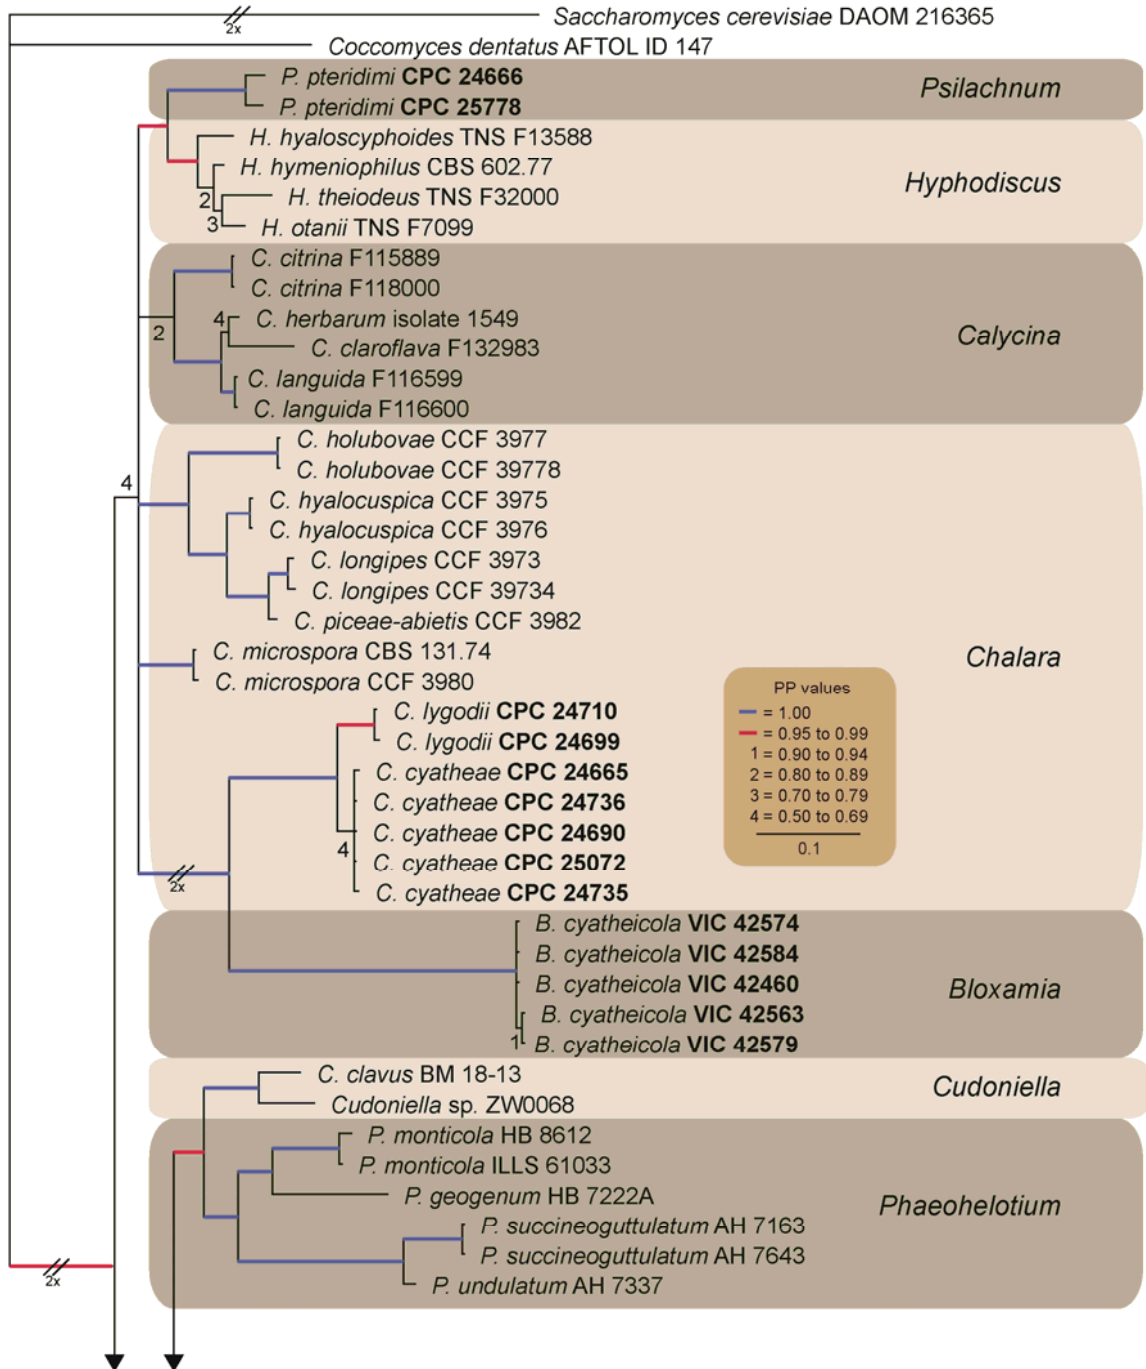 2x
Saccharomyces cerevisiae DAOM 216365
Coccomyces dentatus AFTOL ID 147
P. pteridimi CPC 24666
P. pteridimi CPC 25778
Psilachnum
H. hyaloscyphoides TNS F13588
H. hymeniophilus CBS 602.77
2
H. theiodeus TNS F32000
3
H. otanii TNS F7099
Hyphodiscus
C. citrina F115889
C. citrina F118000
4
C. herbarum isolate 1549
2
C. claroflava F132983
C. languida F116599
C. languida F116600
Calycina
C. holubovae CCF 3977
C. holubovae CCF 39778
4
C. hyalocuspica CCF 3975
C. hyalocuspica CCF 3976
C. longipes CCF 3973
C. longipes CCF 39734
C. piceae-abietis CCF 3982
C. microspora CBS 131.74
C. microspora CCF 3980
Chalara
C. lygodii CPC 24710
C. lygodii CPC 24699
C. cyatheae CPC 24665
C. cyatheae CPC 24736
C. cyatheae CPC 24690
4
C. cyatheae CPC 25072
2x
C. cyatheae CPC 24735
PP values
= 1.00
= 0.95 to 0.99
1 = 0.90 to 0.94
2 = 0.80 to 0.89
3 = 0.70 to 0.79
4 = 0.50 to 0.69
0.1
B. cyatheicola VIC 42574
B. cyatheicola VIC 42584
B. cyatheicola VIC 42460
B. cyatheicola VIC 42563
1
B. cyatheicola VIC 42579
Bloxamia
C. clavus BM 18-13
Cudoniella sp. ZW0068
Cudoniella
P. monticola HB 8612
P. monticola ILLS 61033
P. geogenum HB 7222A
P. succineoguttulatum AH 7163
P. succineoguttulatum AH 7643
P. undulatum AH 7337
Phaeohelotium
2x